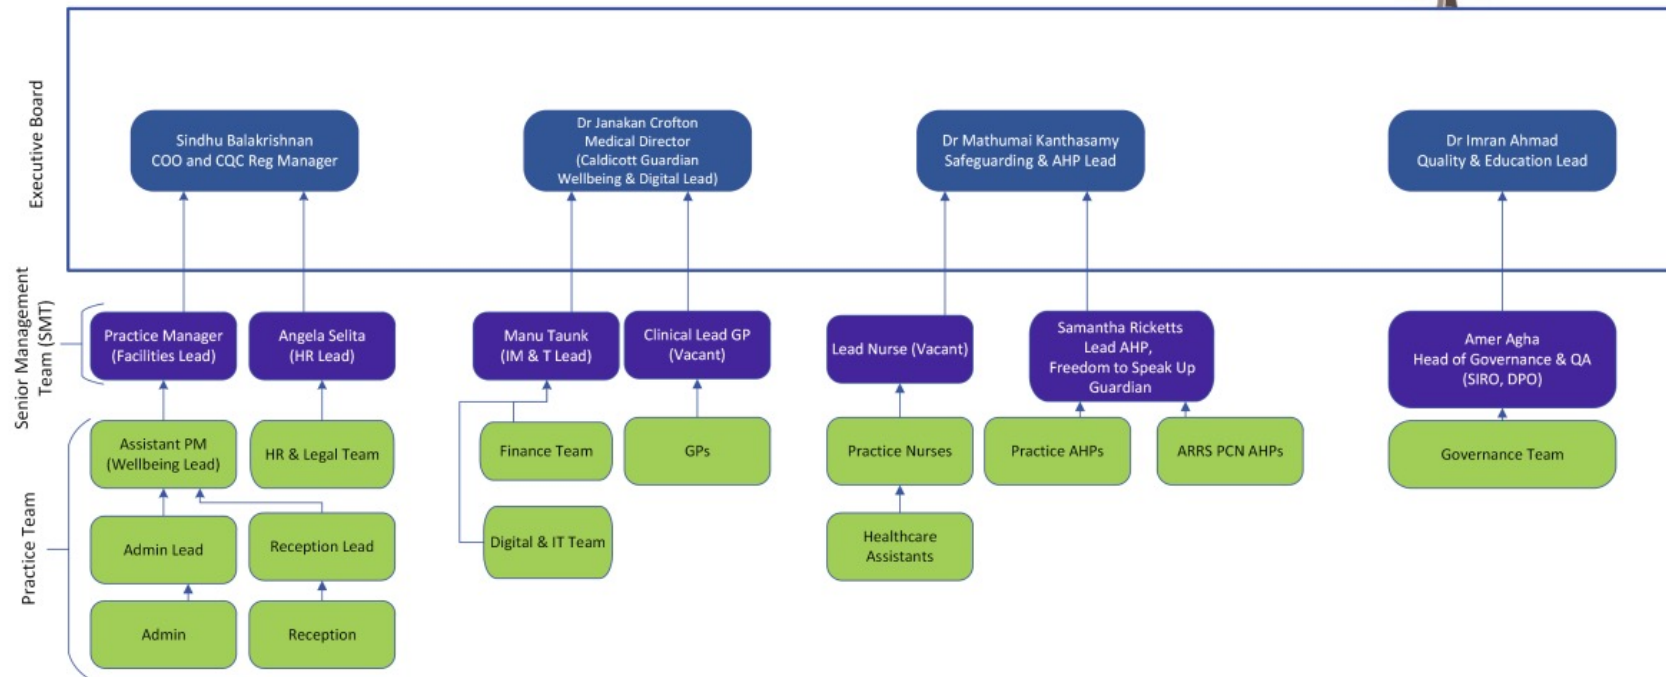 Executive Board
Sindhu Balakrishnan
COO and CQC Reg Manager
Dr Janakan Crofton
Medical Director
(Caldicott Guardian
Wellbeing & Digital Lead)
Dr Mathumai Kanthasamy
Safeguarding & AHP Lead
Dr Imran Ahmad
Quality & Education Lead
Senior Management
Team (SMT)
Practice Manager
(Facilities Lead)
Angela Selita
(HR Lead)
Manu Taunk
(IM & T Lead)
Clinical Lead GP
(Vacant)
Lead Nurse (Vacant)
Samantha Ricketts
Lead AHP,
Freedom to Speak Up
Guardian
Amer Agha
Head of Governance & QA
(SIRO, DPO)
Practice Team
Assistant PM
(Wellbeing Lead)
HR & Legal Team
Finance Team
GPs
Practice Nurses
Practice AHPs
ARRS PCN AHPs
Governance Team
Admin Lead
Reception Lead
Digital & IT Team
Healthcare
Assistants
Admin
Reception